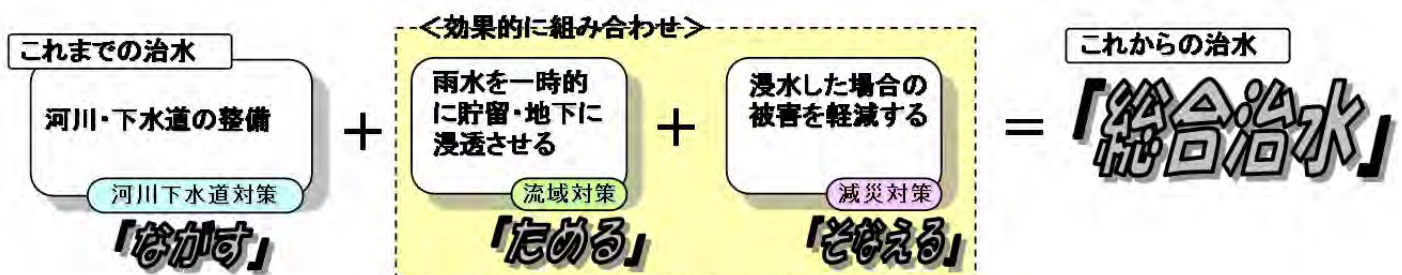 これまでの治水
河川・下水道の整備
河川下水道対策
「ながす」
＋
＜効果的に組み合わせ＞
雨水を一時的
に貯留・地下に
浸透させる
流域対策
「ためる」
＋
浸水した場合の
被害を軽減する
減災対策
「そなえる」
＝
これからの治水
「総合治水」